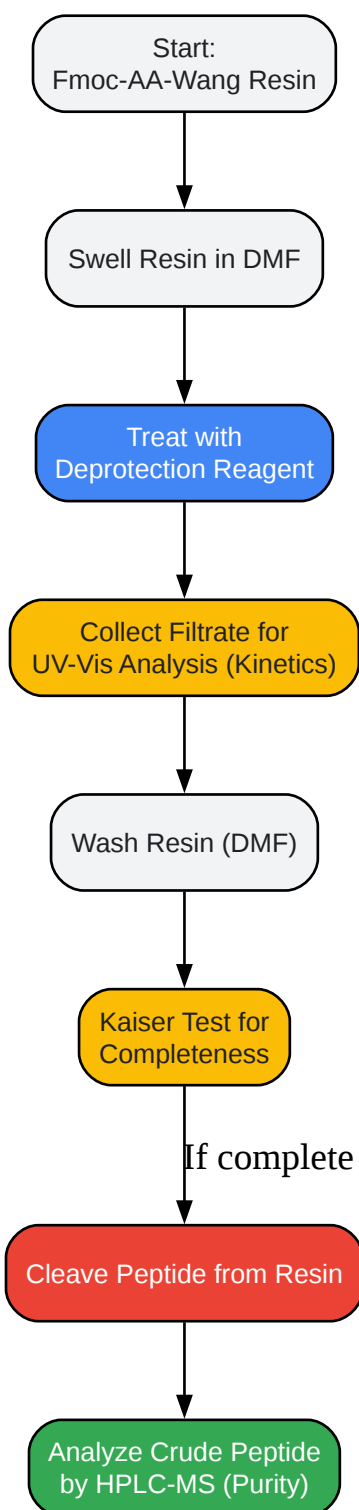 Start:
Fmoc-AA-Wang Resin
Swell Resin in DMF
Treat with
Deprotection Reagent
Collect Filtrate for
UV-Vis Analysis (Kinetics)
Wash Resin (DMF)
Kaiser Test for
Completeness
If complete
Cleave Peptide from Resin
Analyze Crude Peptide
by HPLC-MS (Purity)